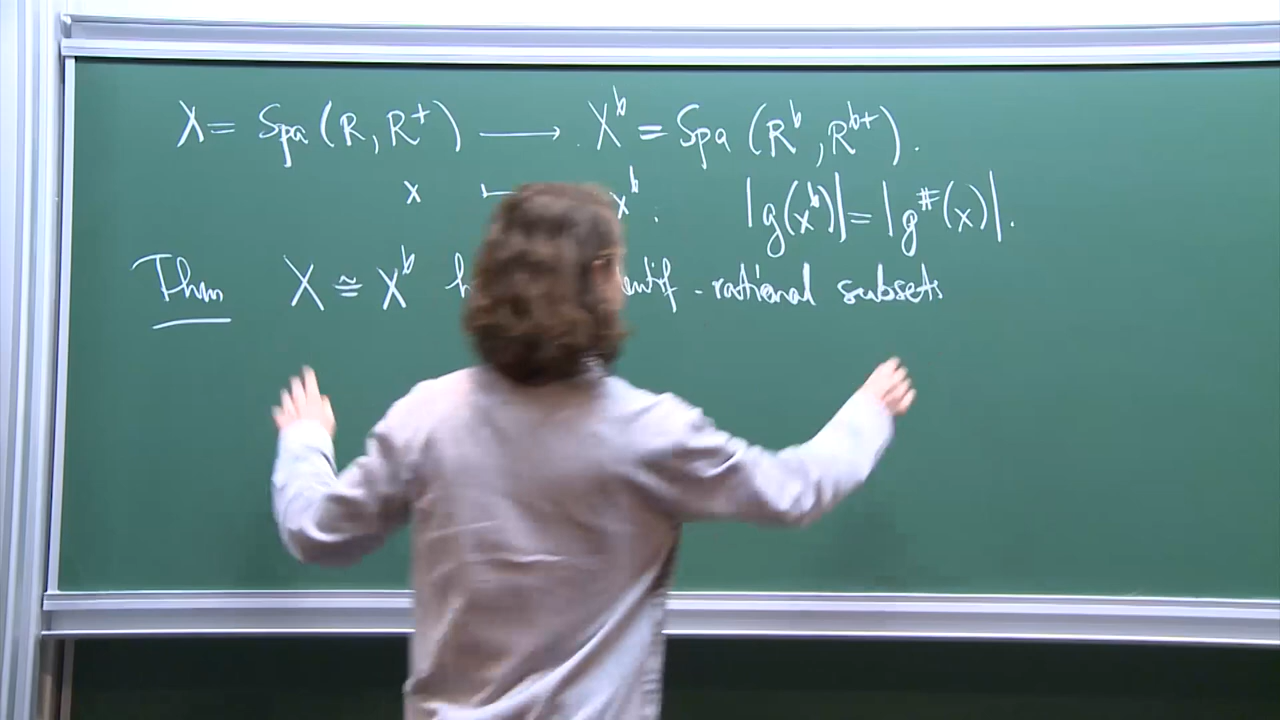 X = Spa (R, R⁺) ⟶ X^b = Spa (R^b, R^b+).
x x^b : |g(x^b)| = |g^#(x)|.
Thm X ≅ X^b - rational subsets